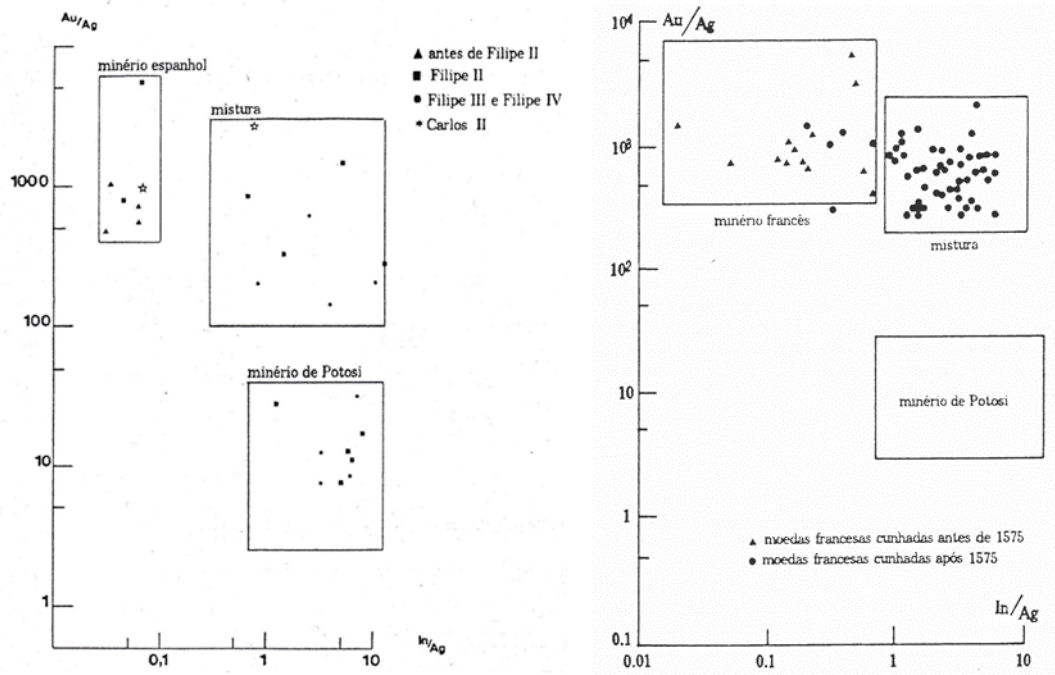 Au/Ag
minério espanhol
mistura
▲ antes de Filipe II
■ Filipe II
● Filipe III e Filipe IV
* Carlos II
1000
100
minério de Potosi
10
1
0,1
1
10
In/Ag
10⁴
Au/Ag
10³
minério francês
mistura
10²
10
minério de Potosi
1
▲ moedas francesas cunhadas antes de 1575
● moedas francesas cunhadas após 1575
In/Ag
0.1
0.01
0.1
1
10